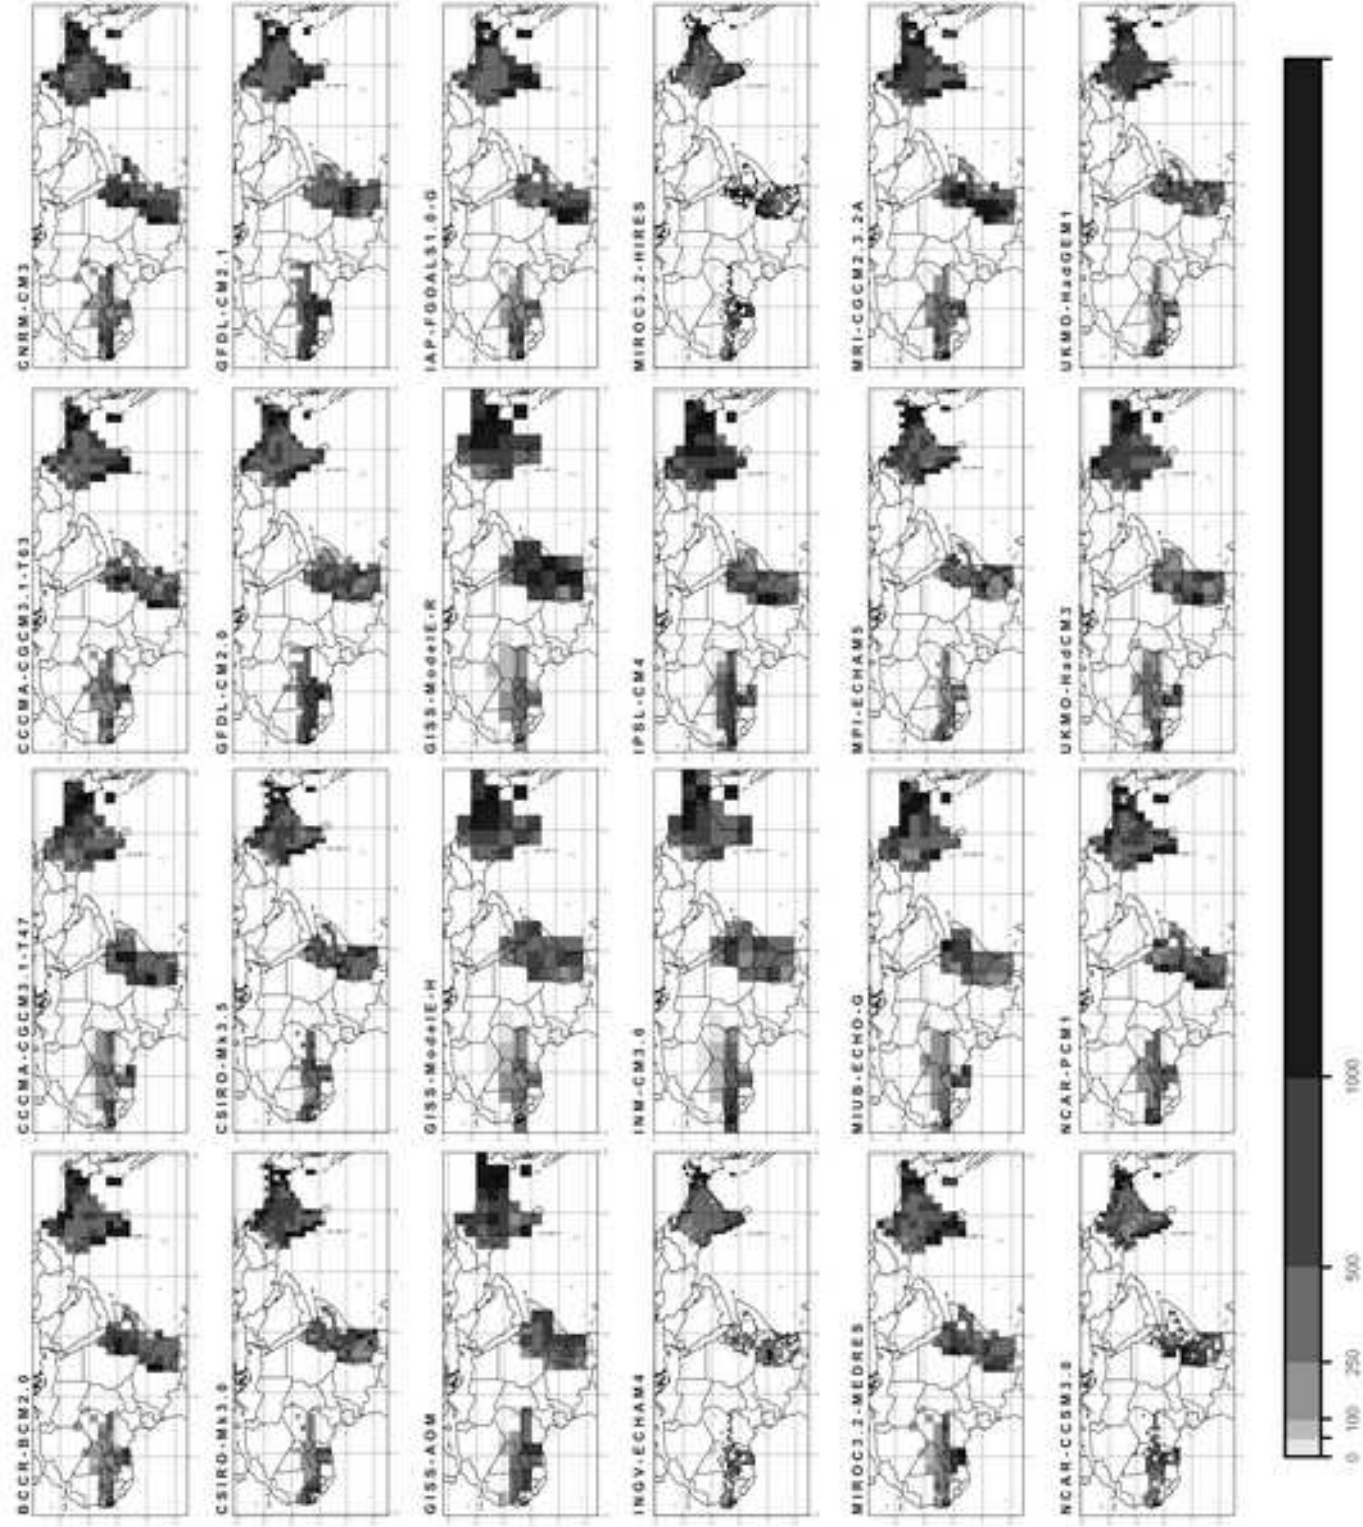 BCCR-BCM2.0
CCCMA-CGCM3.1-T47
CCCMA-CGCM3.1-T63
CNRM-CM3
CSIRO-Mk3.0
CSIRO-Mk3.5
GFDL-CM2.0
GFDL-CM2.1
GISS-AOM
GISS-ModelE-H
GISS-ModelE-R
IAP-FGOALS1.0-G
INGV-ECHAM4
INM-CM3.0
IPSL-CM4
MIROC3.2-HIRES
MIROC3.2-MEDRES
MIUB-ECHO-G
MPI-ECHAM5
MRI-CGCM2.3.2A
NCAR-CCSM3.0
NCAR-PCM1
UKMO-HadCM3
UKMO-HadGEM1
0 100 250 500 1000